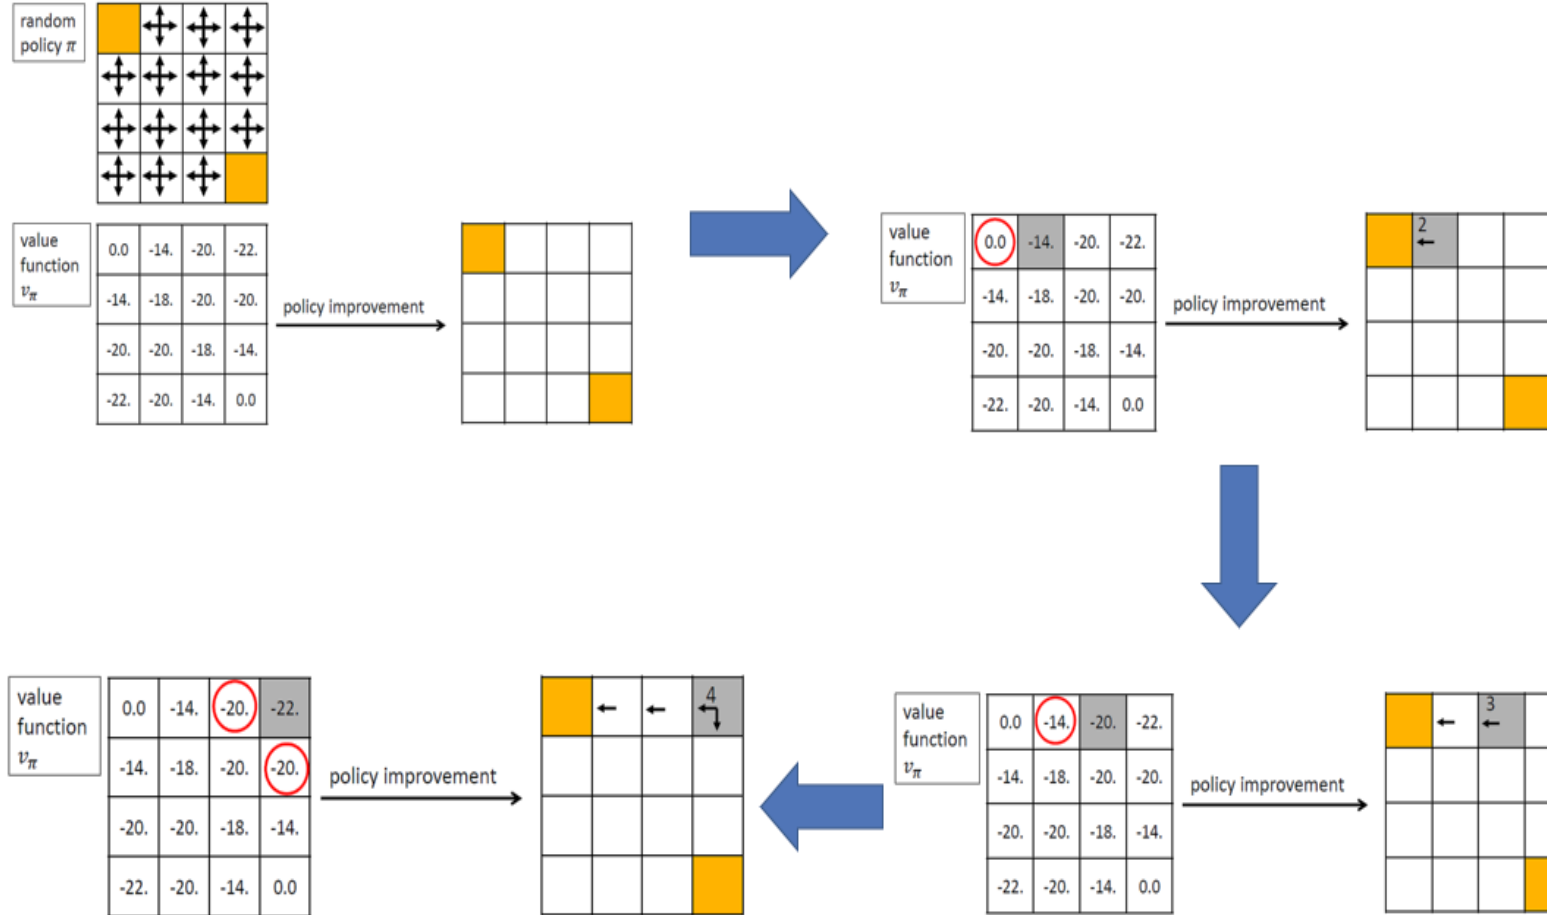 random
policy π
value
function
vπ
0.0 -14. -20. -22.
-14. -18. -20. -20.
-20. -20. -18. -14.
-22. -20. -14. 0.0
policy improvement
value
function
vπ
0.0 -14. -20. -22.
-14. -18. -20. -20.
-20. -20. -18. -14.
-22. -20. -14. 0.0
policy improvement
2
value
function
vπ
0.0 -14. -20. -22.
-14. -18. -20. -20.
-20. -20. -18. -14.
-22. -20. -14. 0.0
policy improvement
4
value
function
vπ
0.0 -14. -20. -22.
-14. -18. -20. -20.
-20. -20. -18. -14.
-22. -20. -14. 0.0
policy improvement
3